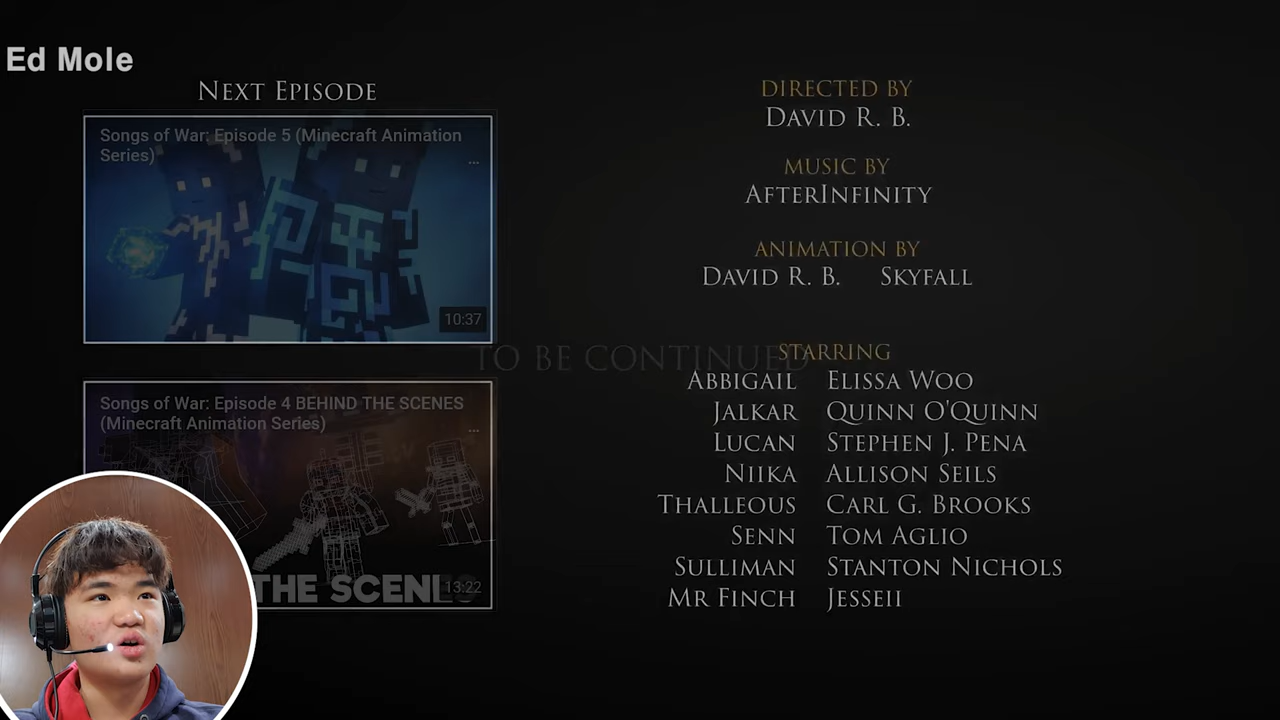 Ed Mole
NEXT EPISODE
Songs of War: Episode 5 (Minecraft Animation
Series)
10:37
Songs of War: Episode 4 BEHIND THE SCENES
(Minecraft Animation Series)
THE SCENES
13:22
DIRECTED BY
DAVID R. B.
MUSIC BY
AFTERINFINITY
ANIMATION BY
DAVID R. B. SKYFALL
TO BE CONTINUED
STARRING
ABBIGAIL ELISSA WOO
JALKAR QUINN O'QUINN
LUCAN STEPHEN J. PENA
NIIKA ALLISON SEILS
THALLEOUS CARL G. BROOKS
SENN TOM AGLIO
SULLIMAN STANTON NICHOLS
MR FINCH JESSEII